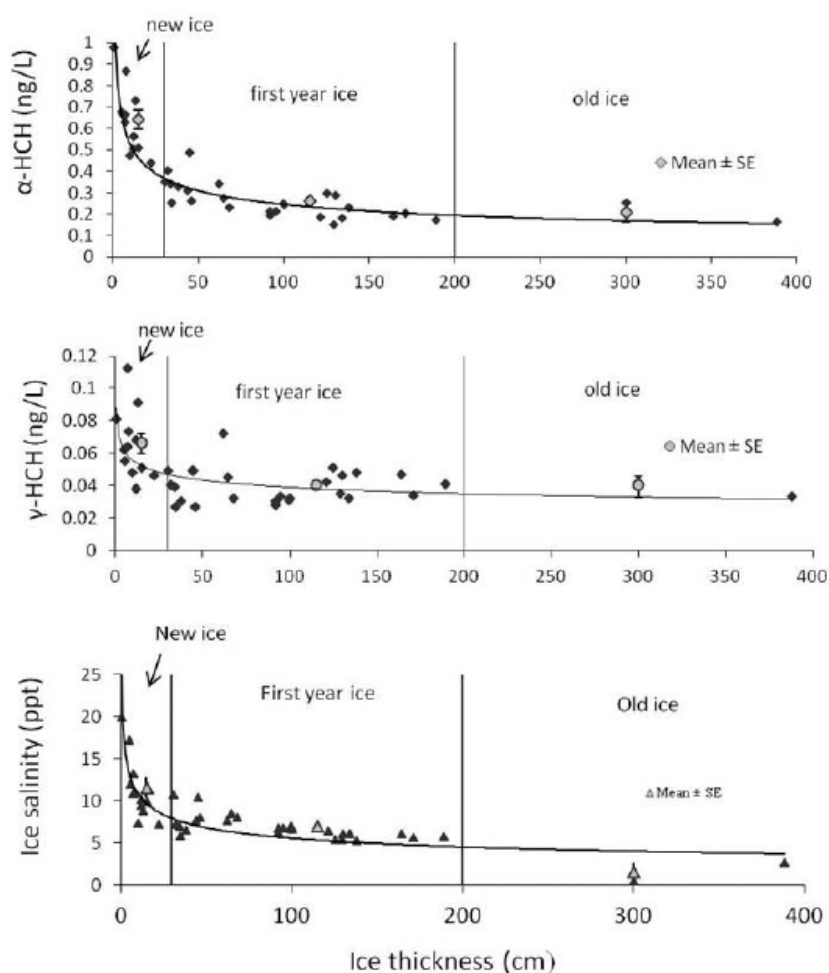 new ice
α-HCH (ng/L)
1
0.9
0.8
0.7
0.6
0.5
0.4
0.3
0.2
0.1
0
first year ice
old ice
Mean ± SE
0 50 100 150 200 250 300 350 400
new ice
γ-HCH (ng/L)
0.12
0.1
0.08
0.06
0.04
0.02
0
first year ice
old ice
Mean ± SE
0 50 100 150 200 250 300 350 400
New ice
Ice salinity (ppt)
25
20
15
10
5
0
First year ice
Old ice
Mean ± SE
0 100 200 300 400
Ice thickness (cm)